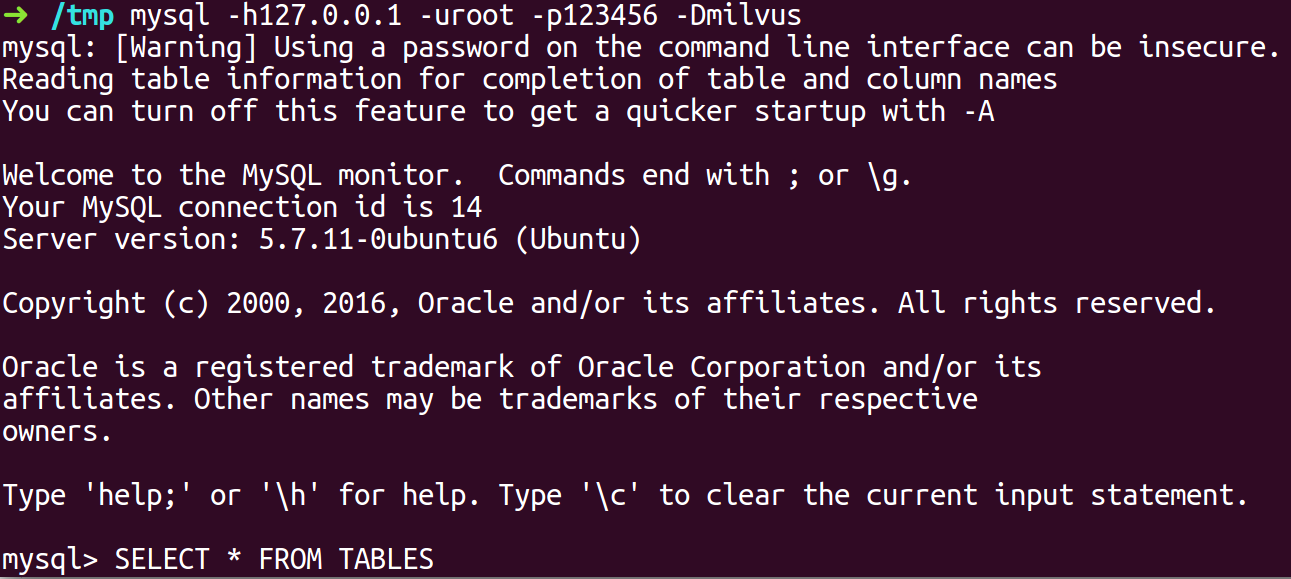 ➜ /tmp mysql -h127.0.0.1 -uroot -p123456 -Dmilvus
mysql: [Warning] Using a password on the command line interface can be insecure.
Reading table information for completion of table and column names
You can turn off this feature to get a quicker startup with -A
Welcome to the MySQL monitor.  Commands end with ; or \g.
Your MySQL connection id is 14
Server version: 5.7.11-0ubuntu6 (Ubuntu)
Copyright (c) 2000, 2016, Oracle and/or its affiliates. All rights reserved.
Oracle is a registered trademark of Oracle Corporation and/or its
affiliates. Other names may be trademarks of their respective
owners.
Type 'help;' or '\h' for help. Type '\c' to clear the current input statement.
mysql> SELECT * FROM TABLES